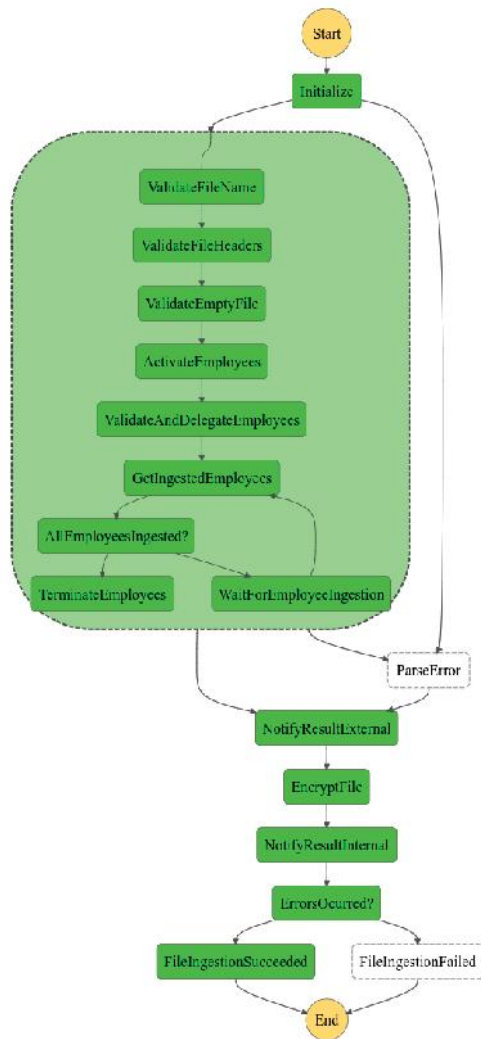 Start
Initialize
ValidateFileName
ValidateFileHeaders
ValidateEmptyFile
ActivateEmployees
ValidateAndDelegateEmployees
GetIngestedEmployees
AllEmployeesIngested?
TerminateEmployees
WaitForEmployeeIngestion
ParseError
NotifyResultExternal
EncryptFile
NotifyResultInternal
ErrorsOcurred?
FileIngestionSucceeded
FileIngestionFailed
End